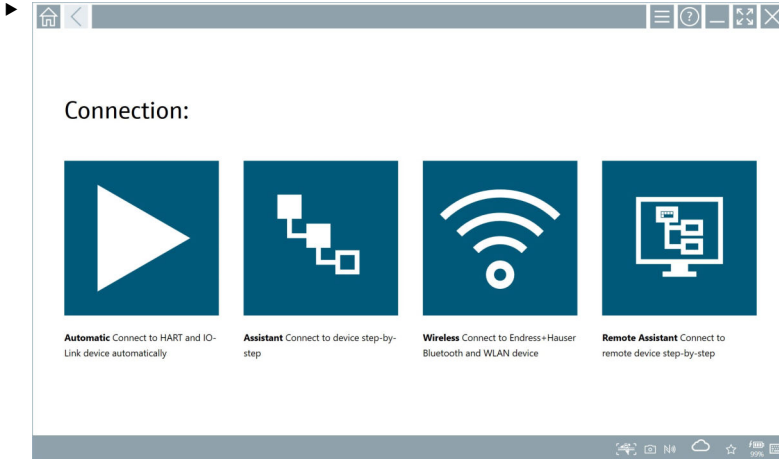 Connection:
Automatic Connect to HART and IO-
Link device automatically
Assistant Connect to device step-by-
step
Wireless Connect to Endress+Hauser
Bluetooth and WLAN device
Remote Assistant Connect to
remote device step-by-step
99%